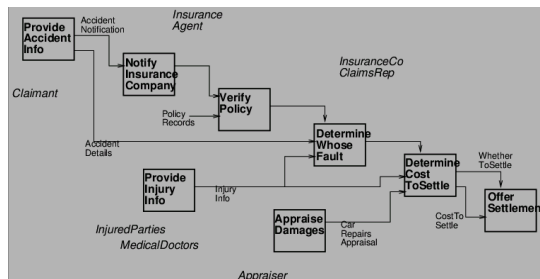 Provide
Accident
Info
Accident
Notification
Insurance
Agent
Notify
Insurance
Company
InsuranceCo
ClaimsRep
Claimant
Verify
Policy
Policy
Records
Accident
Details
Determine
Whose
Fault
Provide
Injury
Info
Injury
Info
Determine
Cost
ToSettle
Whether
ToSettle
Offer
Settlement
CostTo
Settle
Appraise
Damages
Car
Repairs
Appraisal
InjuredParties
MedicalDoctors
Appraiser